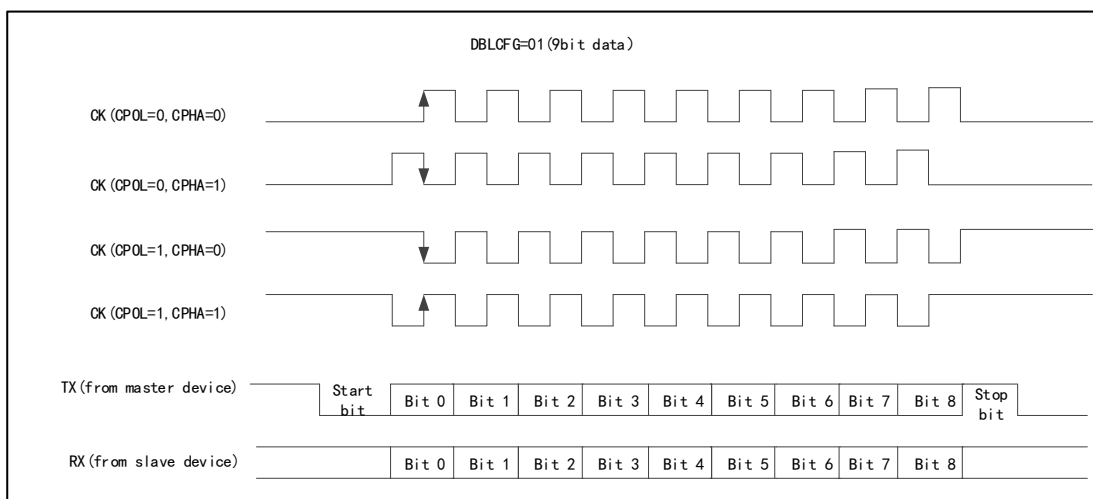 DBLCFG=01(9bit data)
CK(CPOL=0,CPHA=0)
CK(CPOL=0,CPHA=1)
CK(CPOL=1,CPHA=0)
CK(CPOL=1,CPHA=1)
TX(from master device) Start bit Bit 0 Bit 1 Bit 2 Bit 3 Bit 4 Bit 5 Bit 6 Bit 7 Bit 8 Stop bit
RX(from slave device) Bit 0 Bit 1 Bit 2 Bit 3 Bit 4 Bit 5 Bit 6 Bit 7 Bit 8